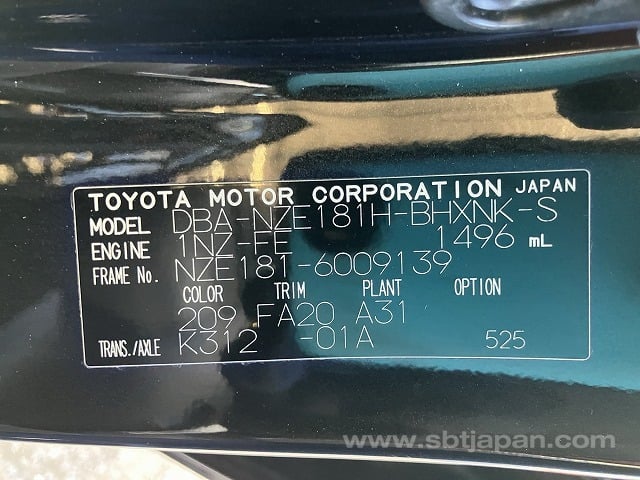 TOYOTA MOTOR CORPORATION JAPAN
MODEL DBA-NZE181H-BHXNK-S
ENGINE 1NZ-FE 1496 mL
FRAME No. NZE181-6009139
COLOR TRIM PLANT OPTION
209 FA20 A31
TRANS./AXLE K312 -01A 525
www.sbtjapan.com